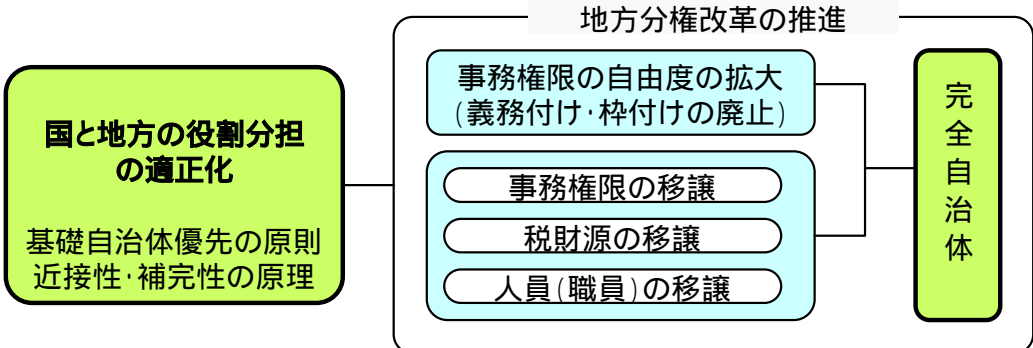 地方分権改革の推進
国と地方の役割分担
の適正化
基礎自治体優先の原則
近接性・補完性の原理
事務権限の自由度の拡大
(義務付け・枠付けの廃止)
事務権限の移譲
税財源の移譲
人員(職員)の移譲
完全自治体